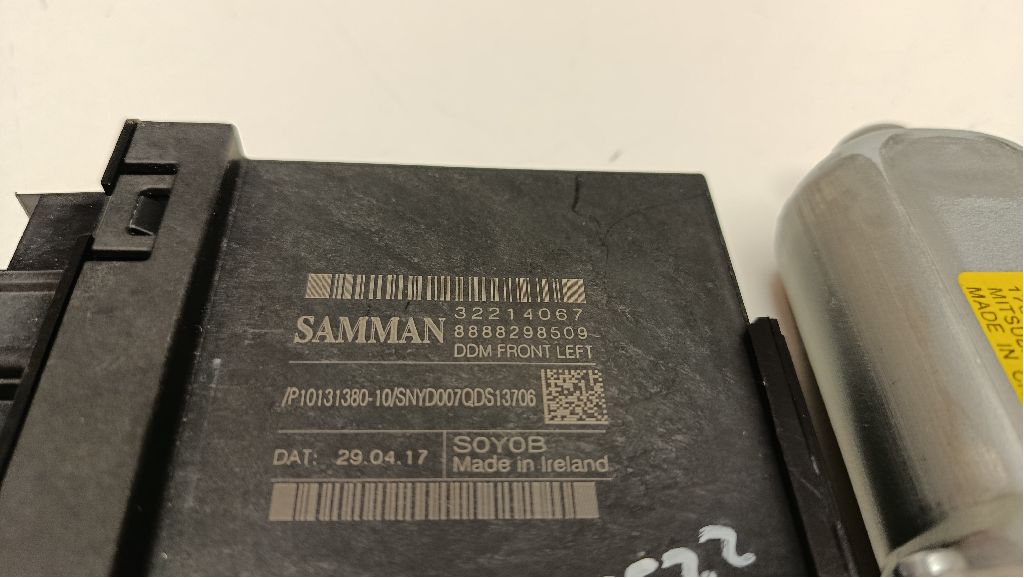 32214067
SAMMAN
8888298509
DDM FRONT LEFT
/P10131380-10/SNYD007QDS13706
DAT: 29.04.17
SOYOB
Made in Ireland
MADE IN